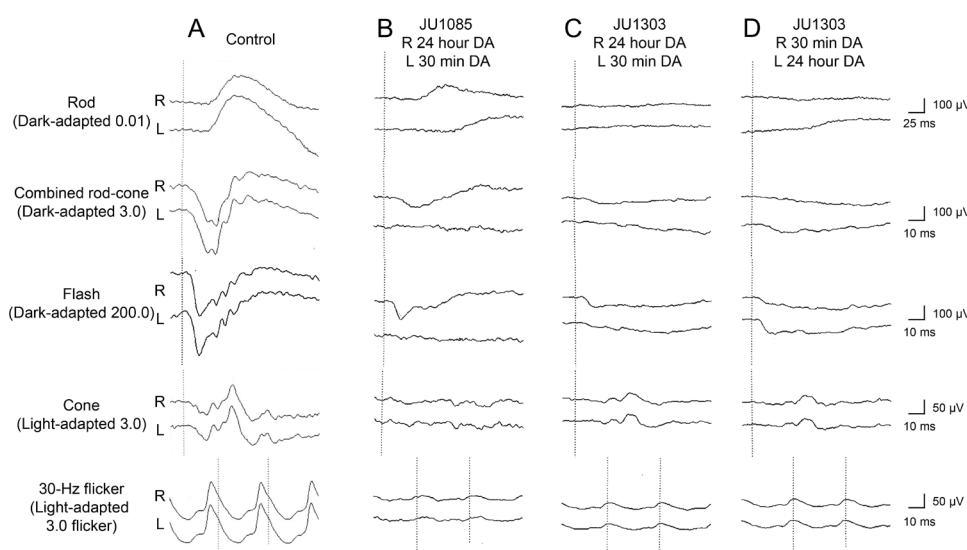 A
Control
B
JU1085
R 24 hour DA
L 30 min DA
C
JU1303
R 24 hour DA
L 30 min DA
D
JU1303
R 30 min DA
L 24 hour DA
Rod
(Dark-adapted 0.01)
R
L
100 µV
25 ms
Combined rod-cone
(Dark-adapted 3.0)
R
L
100 µV
10 ms
Flash
(Dark-adapted 200.0)
R
L
100 µV
10 ms
Cone
(Light-adapted 3.0)
R
L
50 µV
10 ms
30-Hz flicker
(Light-adapted
3.0 flicker)
R
L
50 µV
10 ms